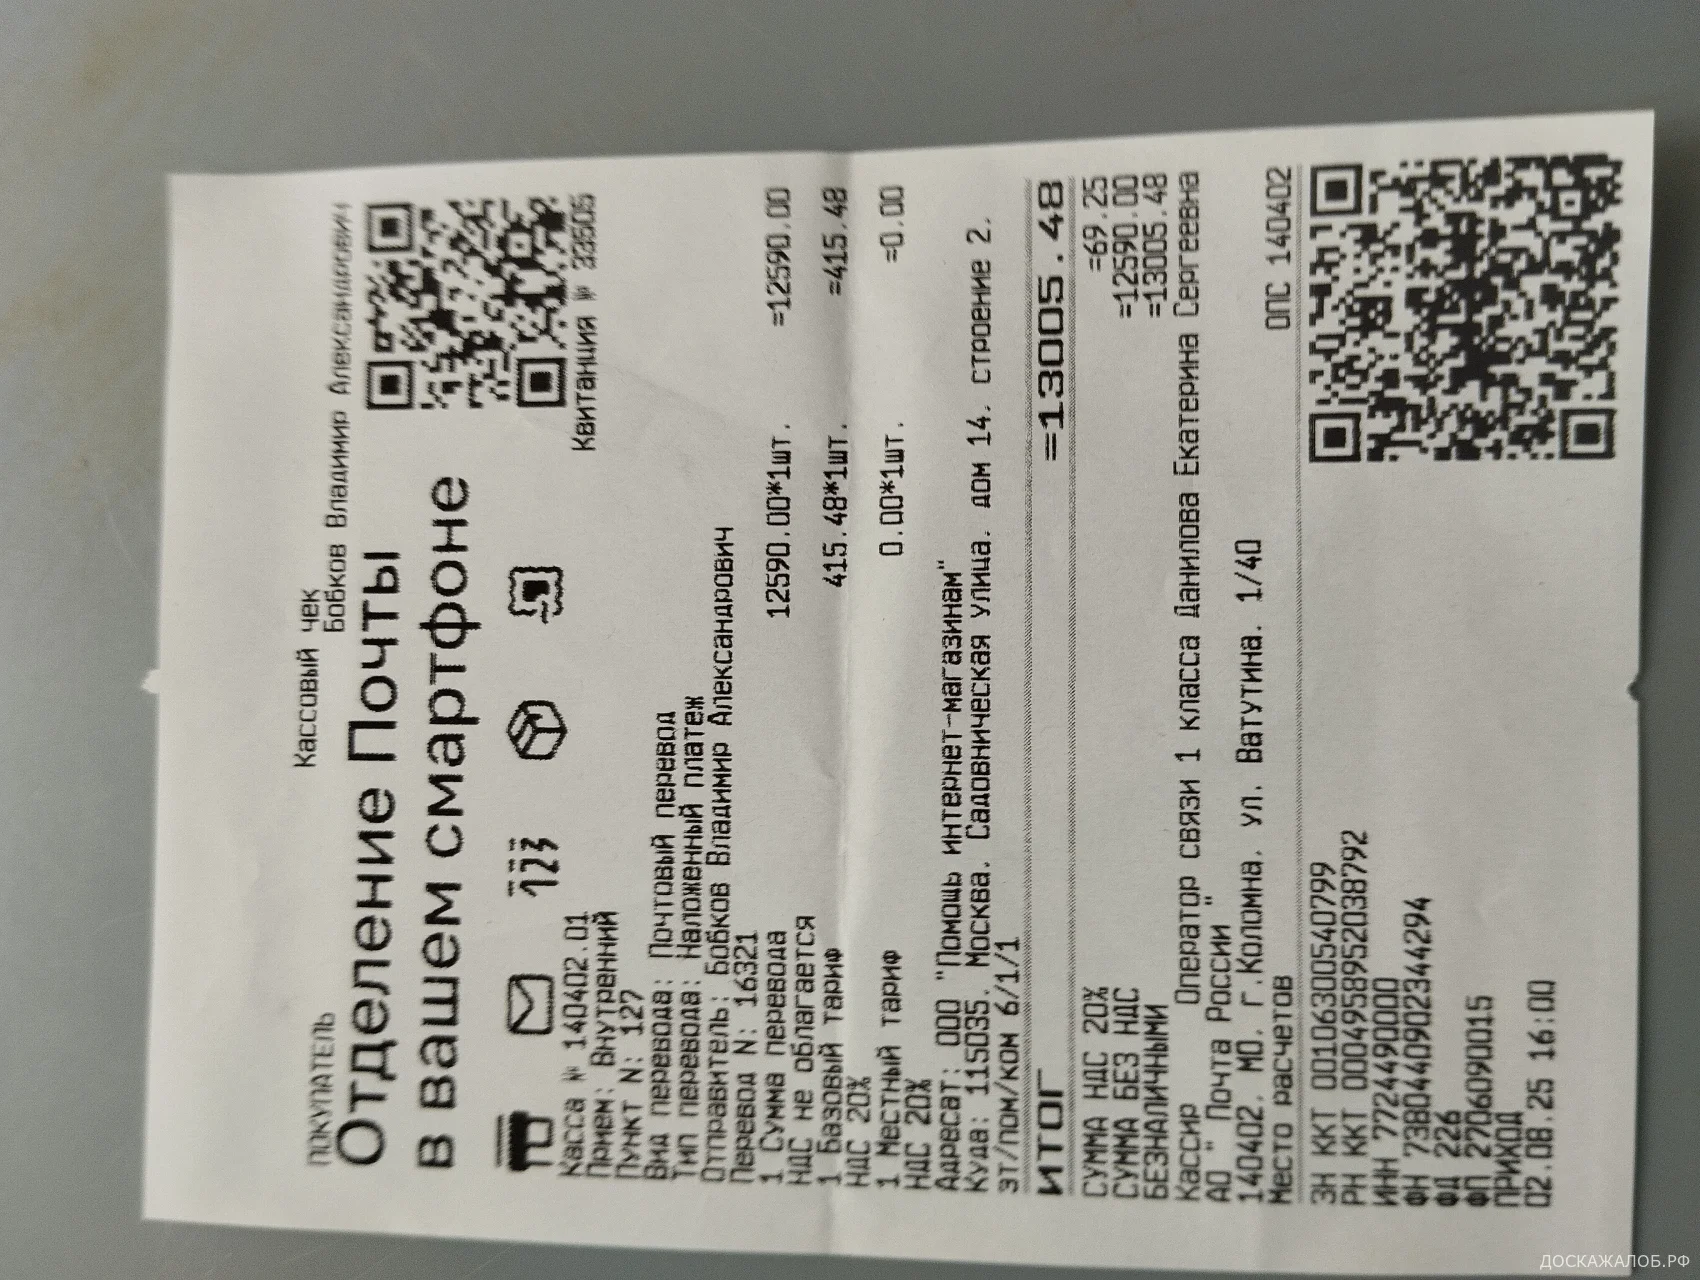 Кассовый чек
ПОКУПАТЕЛЬ Бобков Владимир Александрович
Отделение Почты
в вашем смартфоне
123
Касса № 140402.01 Квитанция № 33505
Прием: Внутренний
Пункт N: 127
Вид перевода: Почтовый перевод
Тип перевода: Наложенный платеж
Отправитель: Бобков Владимир Александрович
Перевод N: 16321
1 Сумма перевода 12590.00*1шт. =12590.00
НДС не облагается
1 Базовый тариф 415.48*1шт. =415.48
НДС 20%
1 Местный тариф 0.00*1шт. =0.00
НДС 20%
Адресат: ООО "Помощь интернет-магазинам"
Куда: 115035. Москва. Садовническая улица. дом 14. строение 2.
эт/пом/ком 6/1/1
ИТОГ =13005.48
СУММА НДС 20% =69.25
СУММА БЕЗ НДС =12590.00
БЕЗНАЛИЧНЫМИ =13005.48
Кассир Оператор связи 1 класса Данилова Екатерина Сергеевна
АО "Почта России"
140402. МО. г.Коломна. ул. Ватутина. 1/40
Место расчетов ОПС 140402
ЗН ККТ 00106300540799
РН ККТ 0004958952038792
ИНН 7724490000
ФН 7380440902344294
ФД 226
ФП 2706090015
ПРИХОД
02.08.25 16:00
ДОСКАЖАЛОБ.РФ